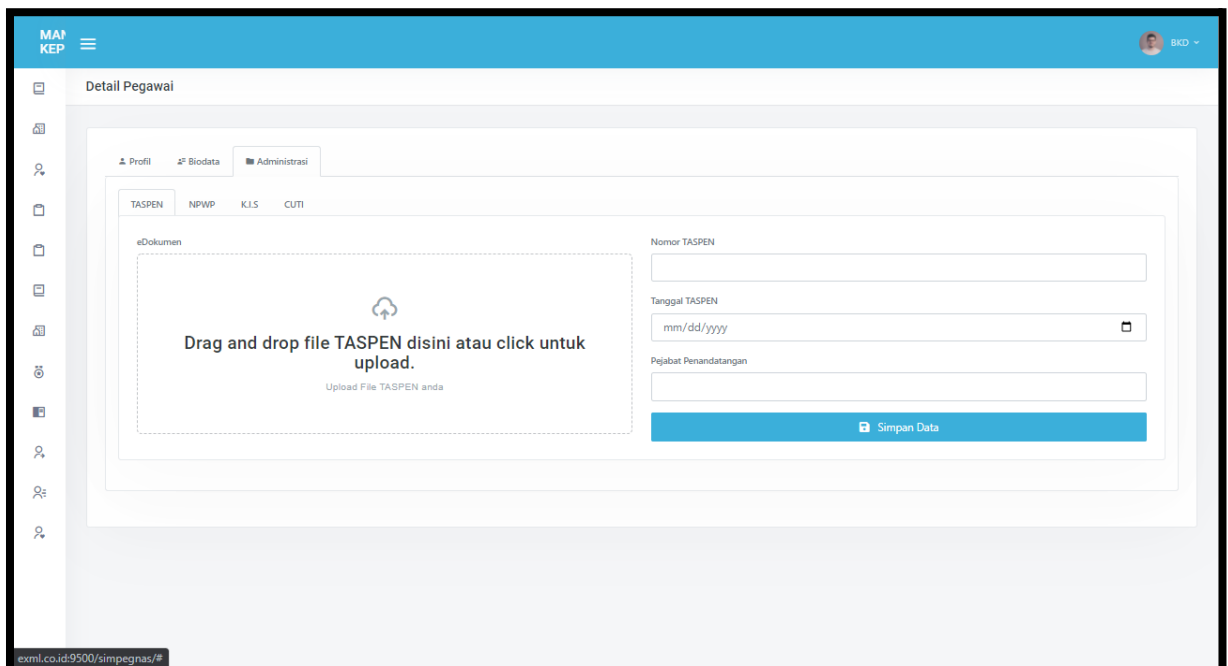 MAN
KEP
BKD
Detail Pegawai
Profil
Biodata
Administrasi
TASPEN
NPWP
K.I.S
CUTI
eDokumen
Drag and drop file TASPEN disini atau click untuk
upload.
Upload File TASPEN anda
Nomor TASPEN
Tanggal TASPEN
mm/dd/yyyy
Pejabat Penandatangan
Simpan Data
exml.co.id:9500/simpegnas/#